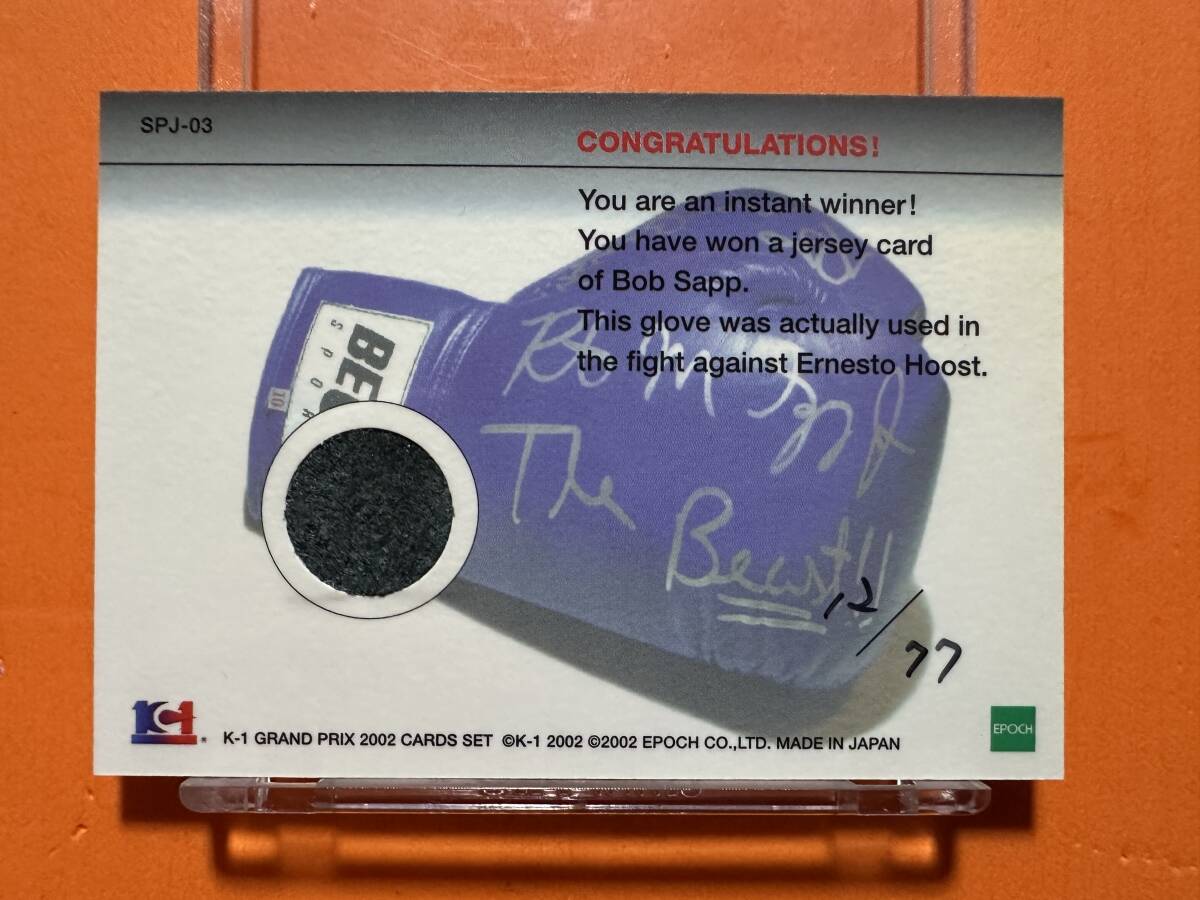 SPJ-03
CONGRATULATIONS!
You are an instant winner!
You have won a jersey card
of Bob Sapp.
This glove was actually used in
the fight against Ernesto Hoost.
10
The
Beast!!
12/77
K-1
K-1 GRAND PRIX 2002 CARDS SET ©K-1 2002 ©2002 EPOCH CO.,LTD. MADE IN JAPAN
EPOCH